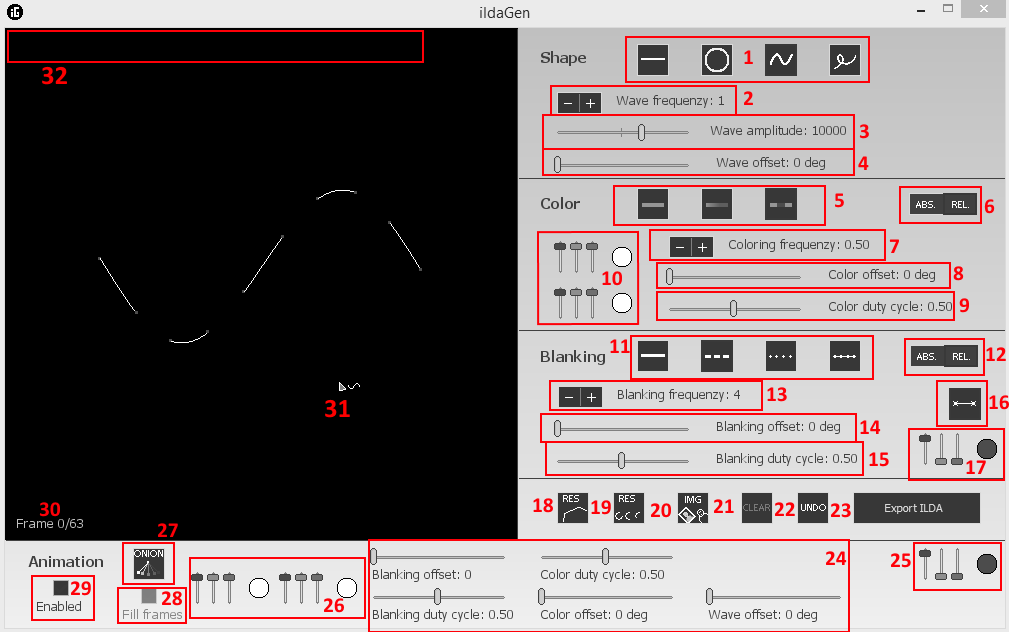 iG
ildaGen
32
Shape
1
Wave frequenzy: 1
2
Wave amplitude: 10000
3
Wave offset: 0 deg
4
Color
5
ABS.
REL.
6
Coloring frequenzy: 0.50
7
10
Color offset: 0 deg
8
Color duty cycle: 0.50
9
Blanking
11
ABS.
REL.
12
Blanking frequenzy: 4
13
16
31
Blanking offset: 0 deg
14
Blanking duty cycle: 0.50
15
17
18
RES
19
RES
20
IMG
21
CLEAR
22
UNDO
23
Export ILDA
30
Frame 0/63
27
Animation
ONION
24
25
Blanking offset: 0
Color duty cycle: 0.50
29
Enabled
28
Fill frames
26
Blanking duty cycle: 0.50
Color offset: 0 deg
Wave offset: 0 deg